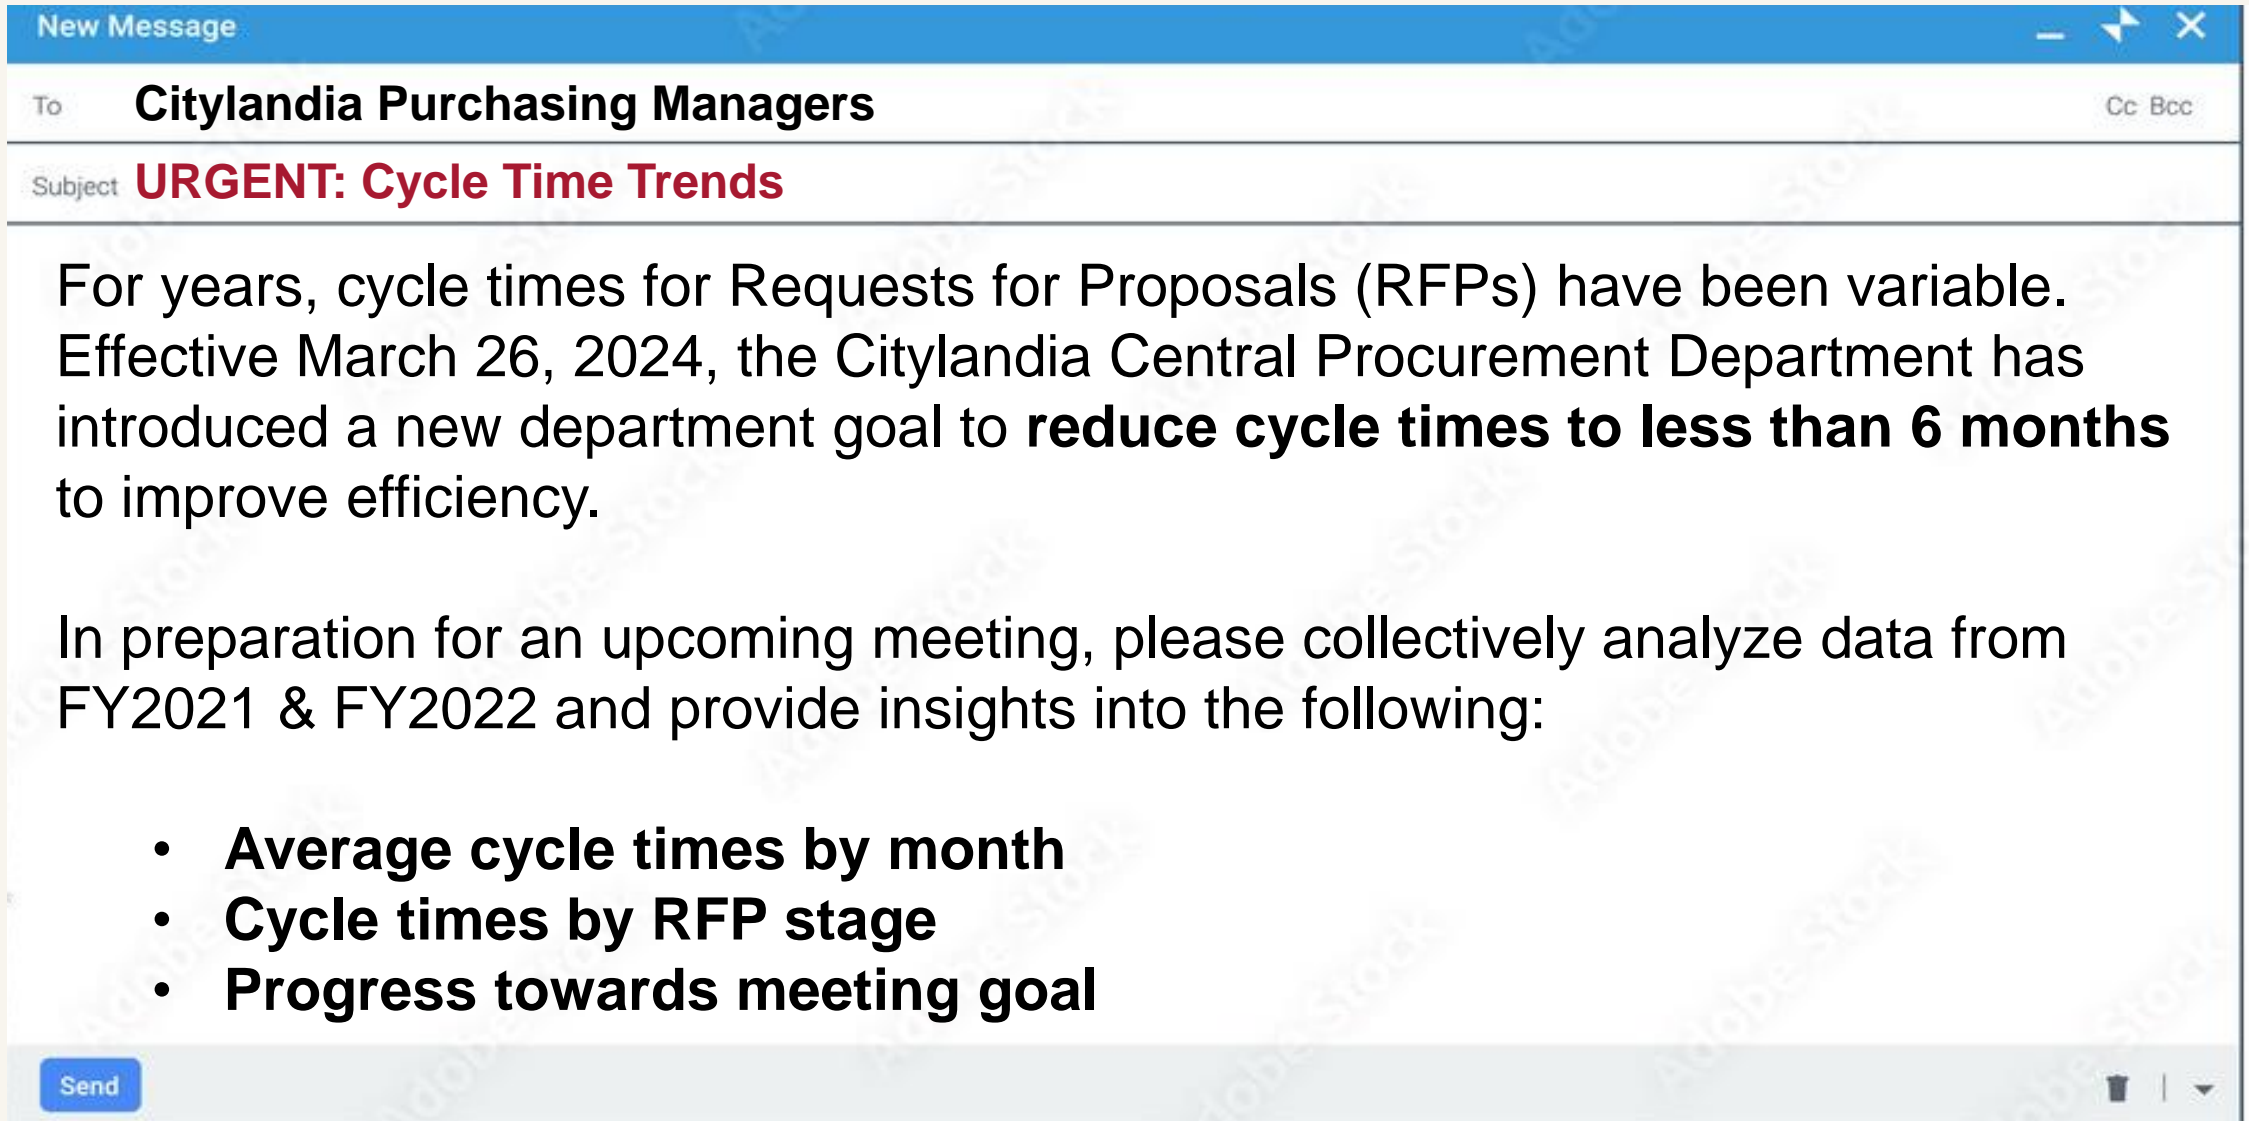 New Message
To Citylandia Purchasing Managers Cc Bcc
Subject URGENT: Cycle Time Trends
For years, cycle times for Requests for Proposals (RFPs) have been variable.
Effective March 26, 2024, the Citylandia Central Procurement Department has
introduced a new department goal to reduce cycle times to less than 6 months
to improve efficiency.
In preparation for an upcoming meeting, please collectively analyze data from
FY2021 & FY2022 and provide insights into the following:
• Average cycle times by month
• Cycle times by RFP stage
• Progress towards meeting goal
Send
Adobe Stock